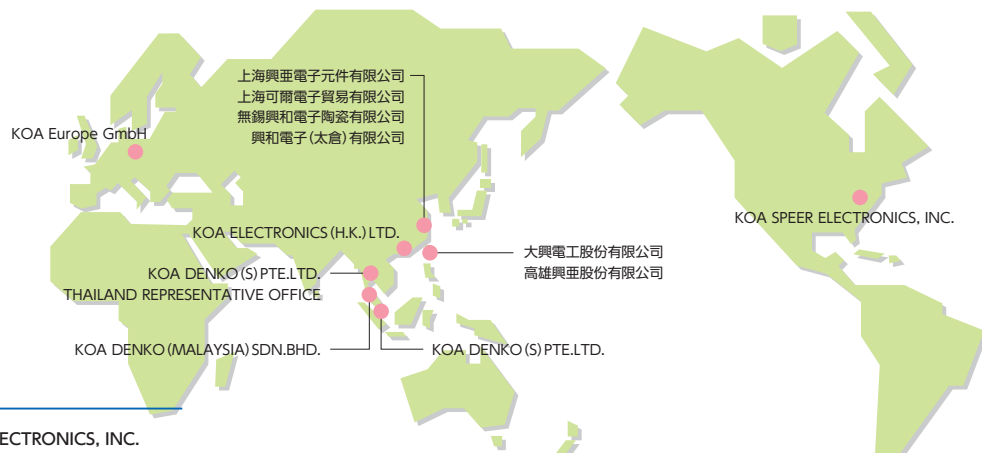 上海興亜電子元件有限公司
上海可爾電子貿易有限公司
無錫興和電子陶瓷有限公司
興和電子(太倉)有限公司
KOA Europe GmbH
KOA SPEER ELECTRONICS, INC.
KOA ELECTRONICS(H.K.)LTD.
大興電工股份有限公司
高雄興亜股份有限公司
KOA DENKO(S)PTE.LTD.
THAILAND REPRESENTATIVE OFFICE
KOA DENKO(MALAYSIA)SDN.BHD.
KOA DENKO(S)PTE.LTD.
ECTRONICS, INC.